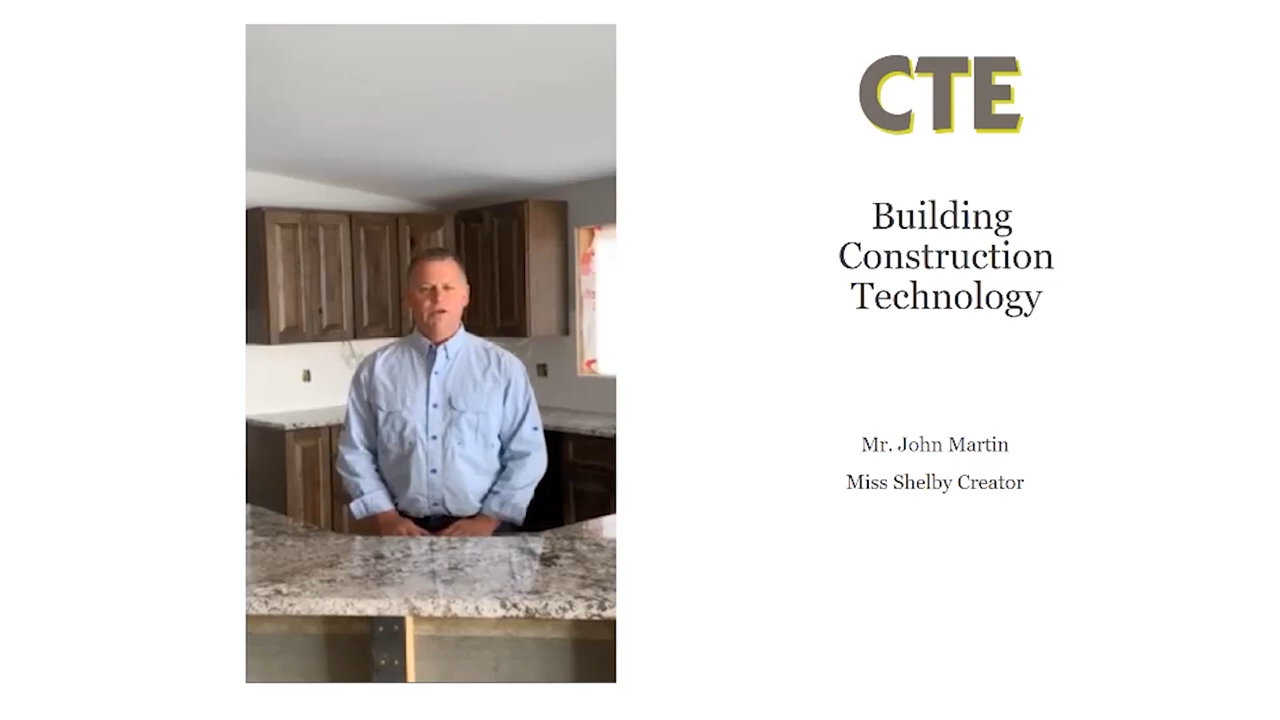 CTE
Building
Construction
Technology
Mr. John Martin
Miss Shelby Creator